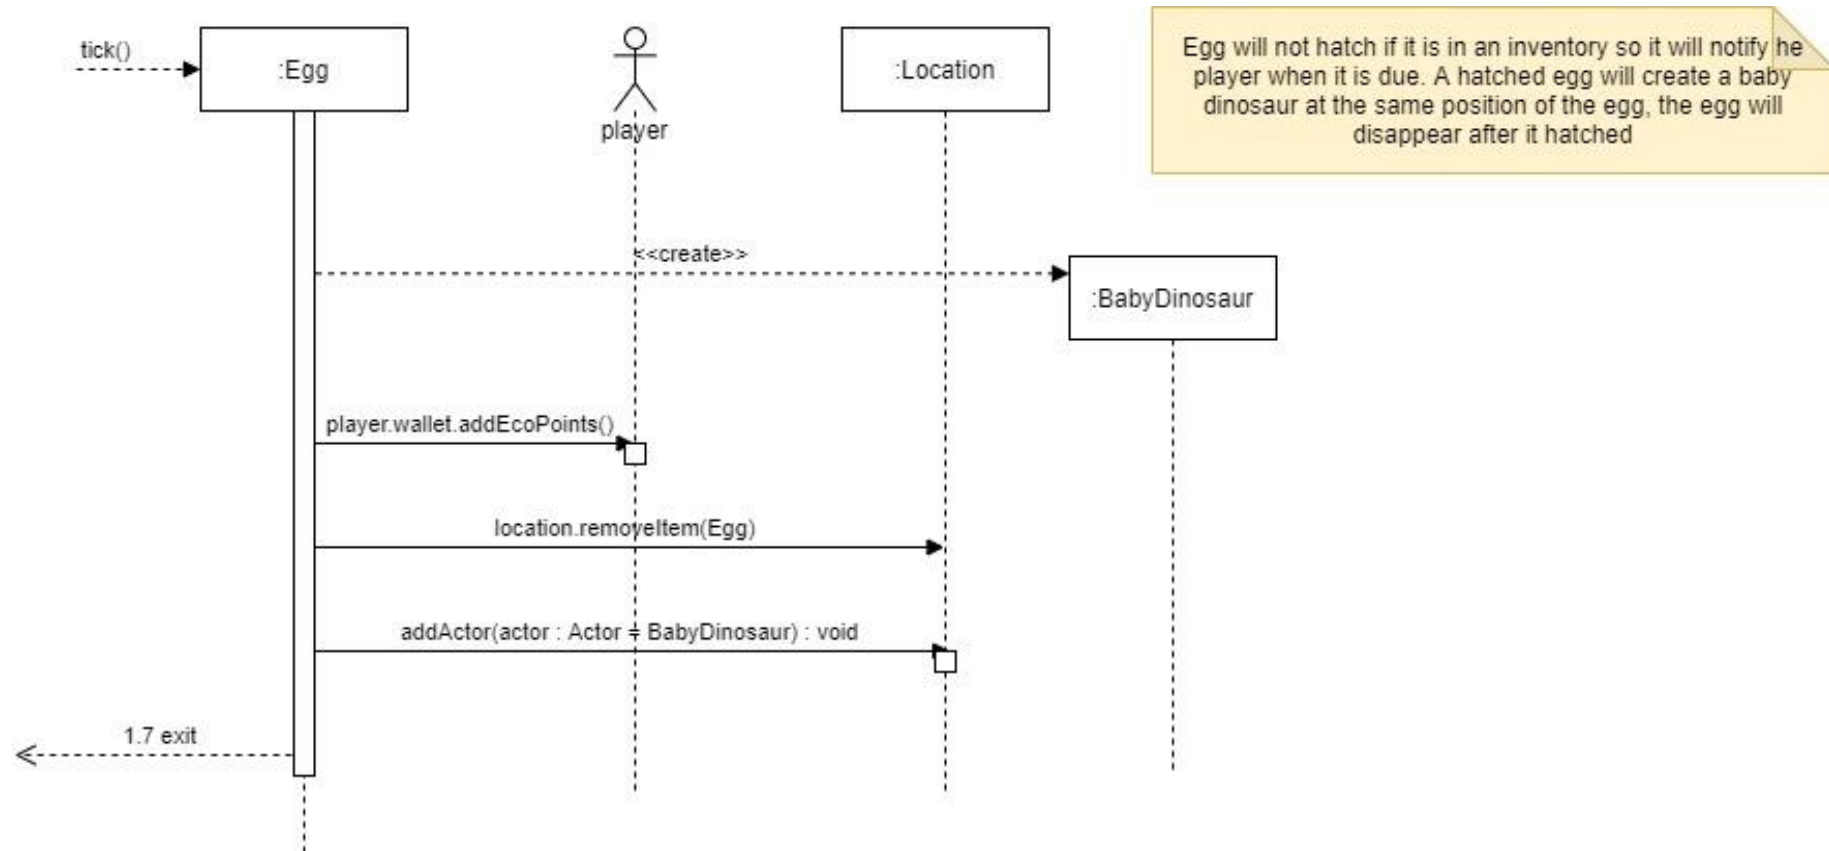 tick()
:Egg
player
:Location
Egg will not hatch if it is in an inventory so it will notify he
player when it is due. A hatched egg will create a baby
dinosaur at the same position of the egg, the egg will
disappear after it hatched
<<create>>
:BabyDinosaur
player.wallet.addEcoPoints()
location.removeItem(Egg)
addActor(actor : Actor = BabyDinosaur) : void
1.7 exit